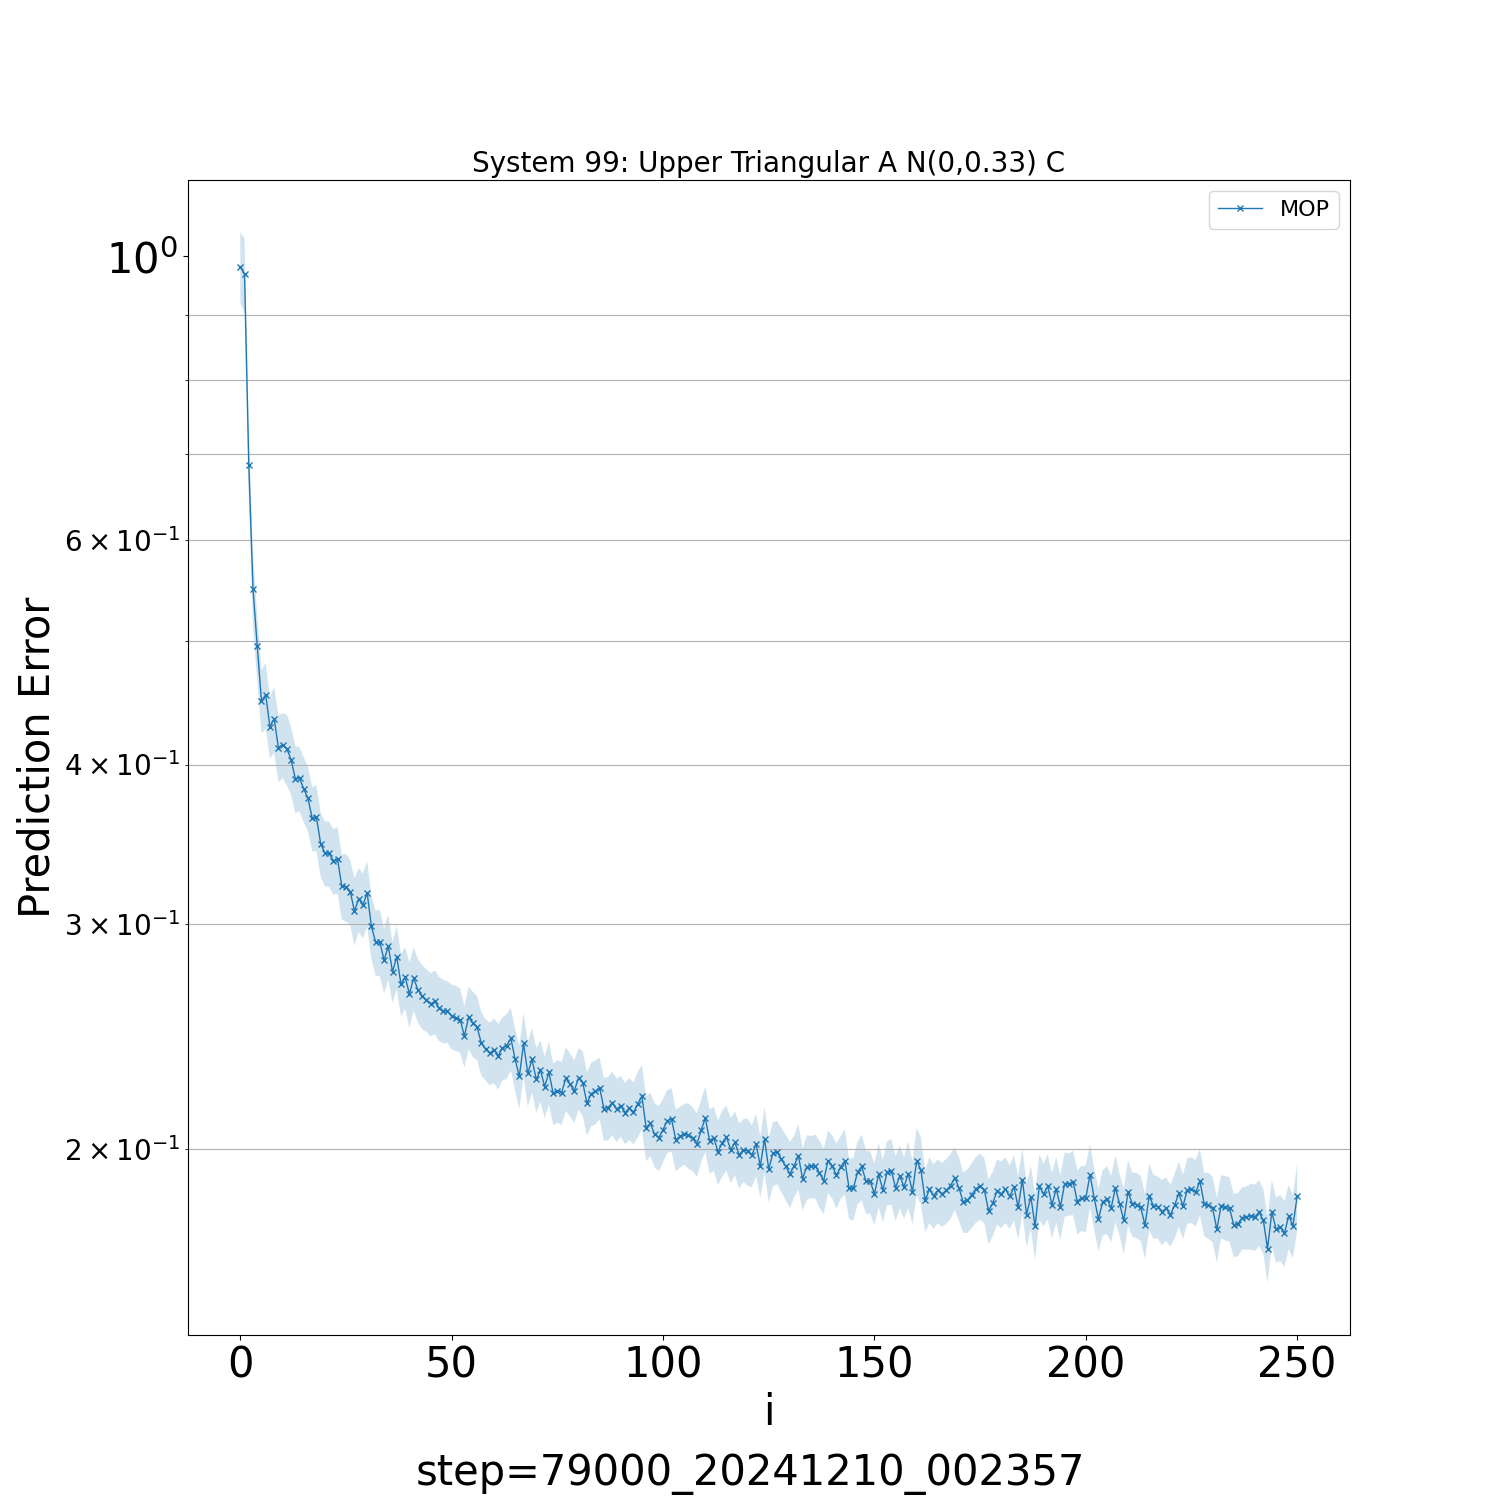 System 99: Upper Triangular A N(0,0.33) C
MOP
10⁰
6 × 10⁻¹
4 × 10⁻¹
3 × 10⁻¹
2 × 10⁻¹
Prediction Error
0 50 100 150 200 250
i
step=79000_20241210_002357